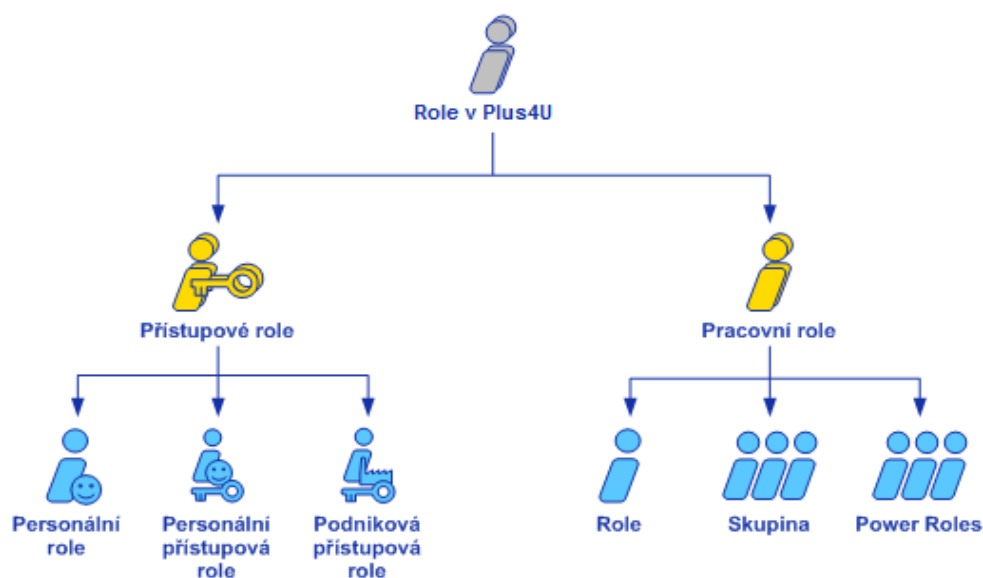 Role v Plus4U
Přístupové role
Pracovní role
Personální
role
Personální
přístupová
role
Podniková
přístupová
role
Role
Skupina
Power Roles